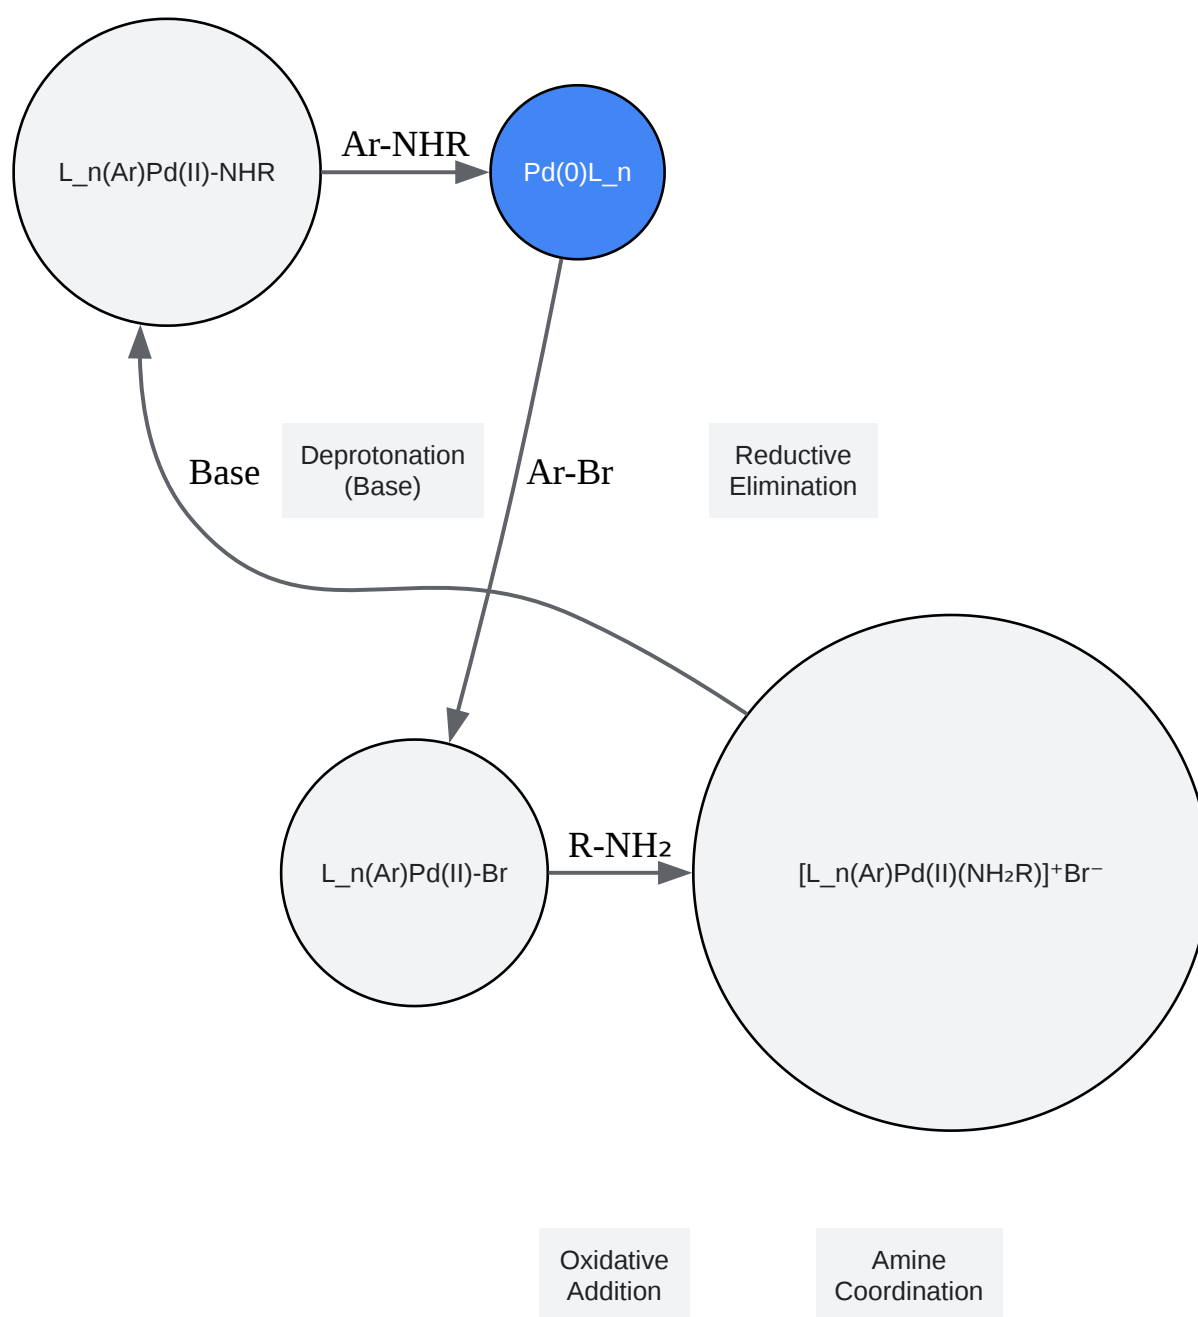 Ar-NHR
L_n(Ar)Pd(II)-NHR
Pd(0)L_n
Base
Deprotonation
(Base)
Ar-Br
Reductive
Elimination
R-NH₂
L_n(Ar)Pd(II)-Br
[L_n(Ar)Pd(II)(NH₂R)]⁺Br⁻
Oxidative
Addition
Amine
Coordination